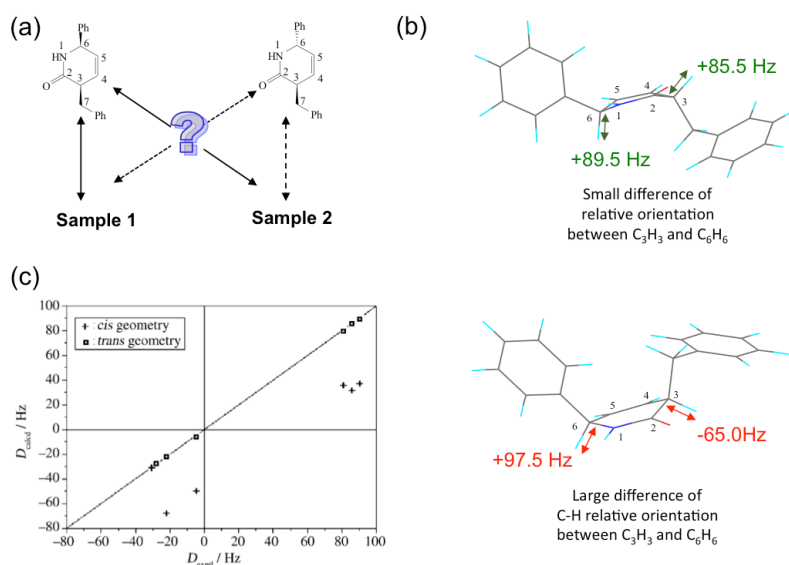 (a)
Ph
1
6
HN
5
2
3
4
O
7
Ph
Ph
1
6
HN
5
2
3
4
O
7
Ph
?
Sample 1
Sample 2
(b)
+85.5 Hz
5
4
3
2
1
6
+89.5 Hz
Small difference of
relative orientation
between C₃H₃ and C₆H₆
5
4
3
2
1
6
-65.0Hz
+97.5 Hz
Large difference of
C-H relative orientation
between C₃H₃ and C₆H₆
(c)
100
80
60
40
20
0
-20
-40
-60
-80
+ : cis geometry
: trans geometry
D calcd / Hz
-80 -60 -40 -20 0 20 40 60 80 100
/ Hz